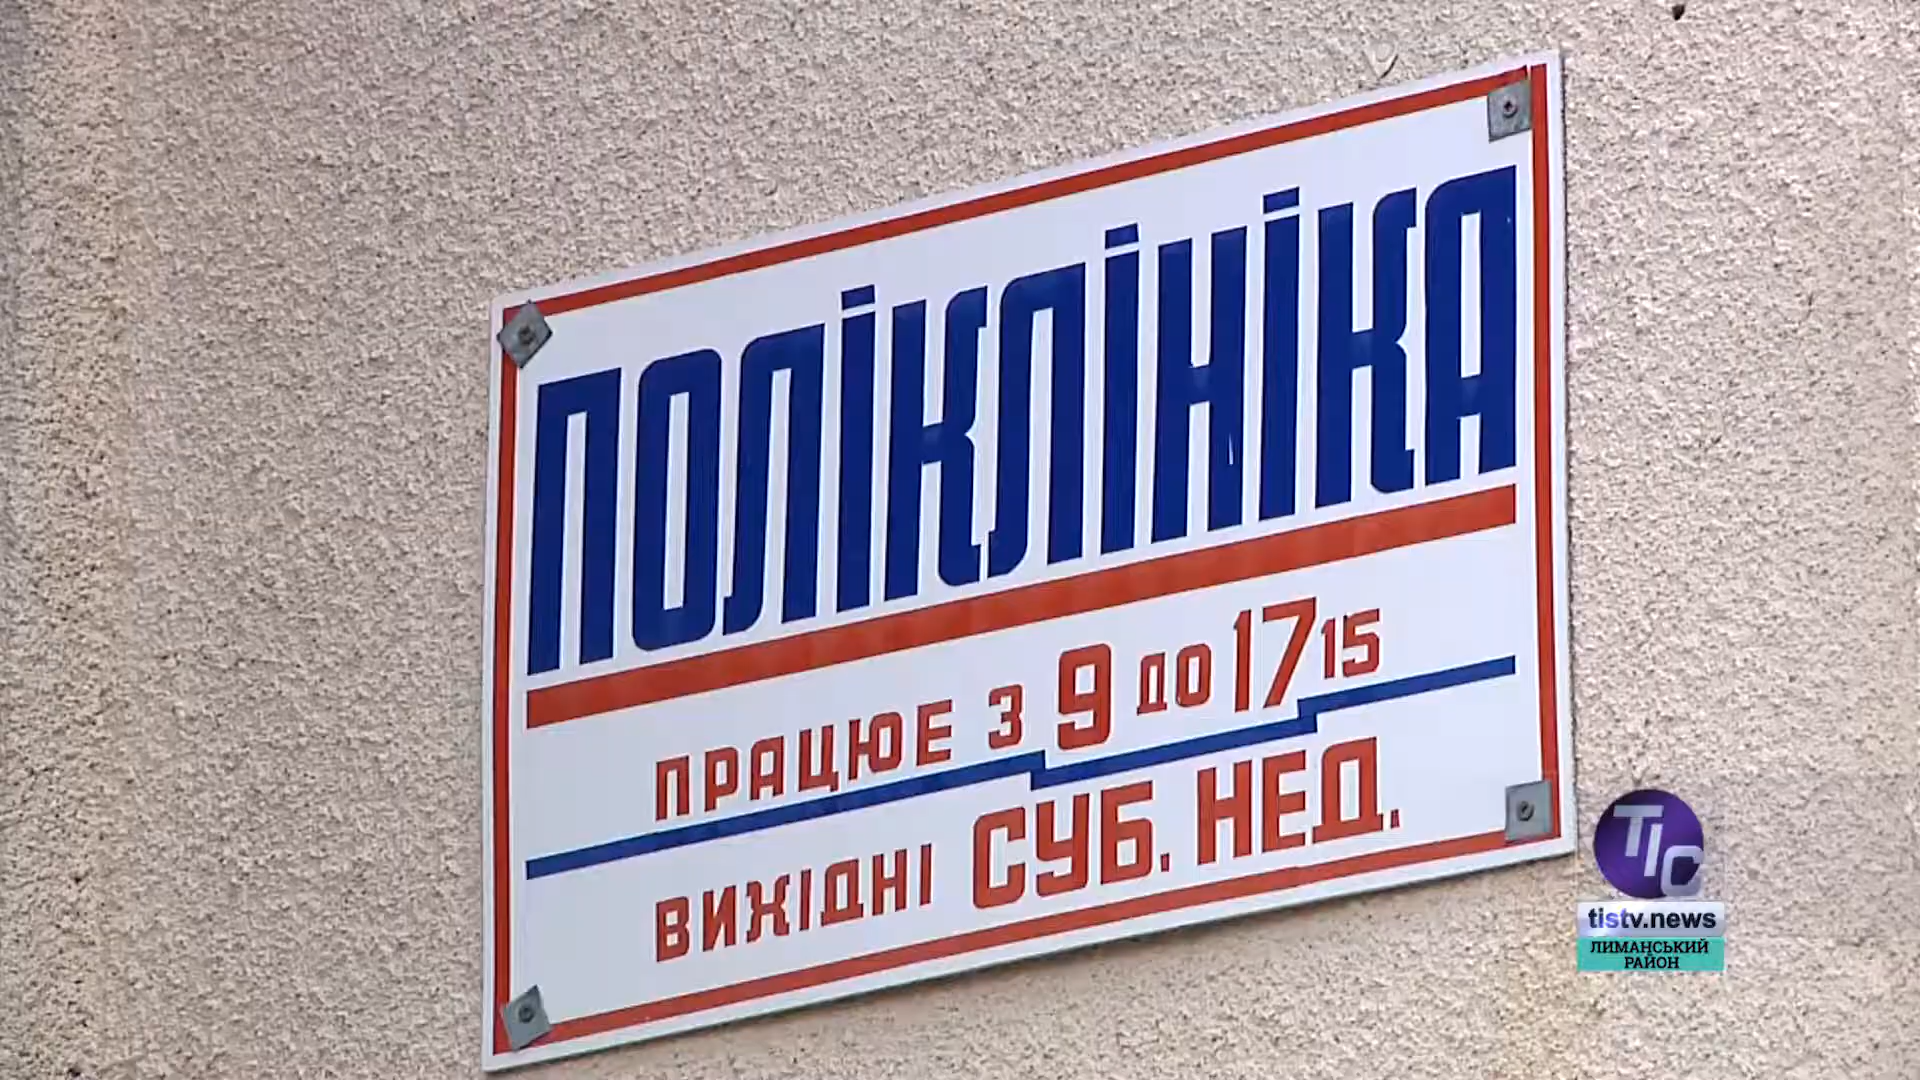 ПОЛІКЛІНІКА
ПРАЦЮЄ З 9 ДО 17 15
ВИХІДНІ СУБ. НЕД.
ТІС
tistv.news
ЛИМАНСЬКИЙ
РАЙОН